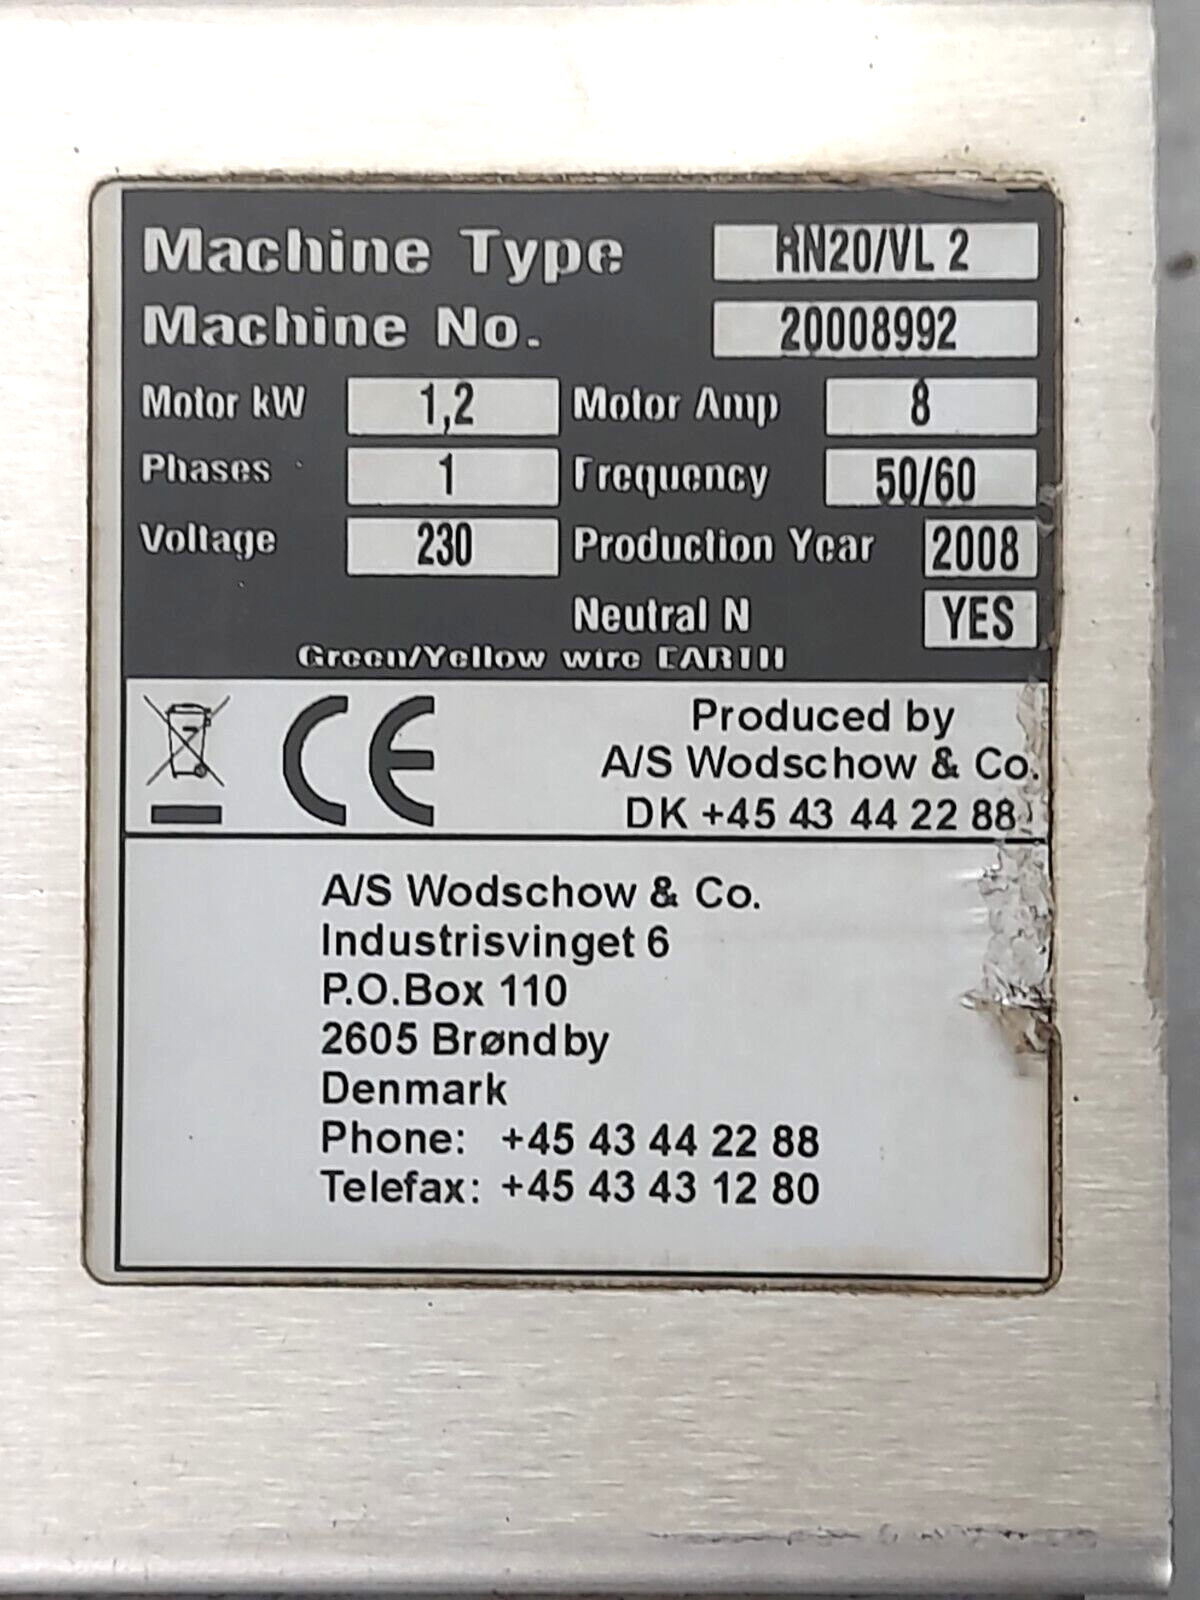 Machine Type RN20/VL 2
Machine No. 20008992
Motor kW 1,2 Motor Amp 8
Phases 1 Frequency 50/60
Voltage 230 Production Year 2008
Neutral N YES
Green/Yellow wire EARTH
CE Produced by
A/S Wodschow & Co.
DK +45 43 44 22 88
A/S Wodschow & Co.
Industrisvinget 6
P.O.Box 110
2605 Brøndby
Denmark
Phone: +45 43 44 22 88
Telefax: +45 43 43 12 80